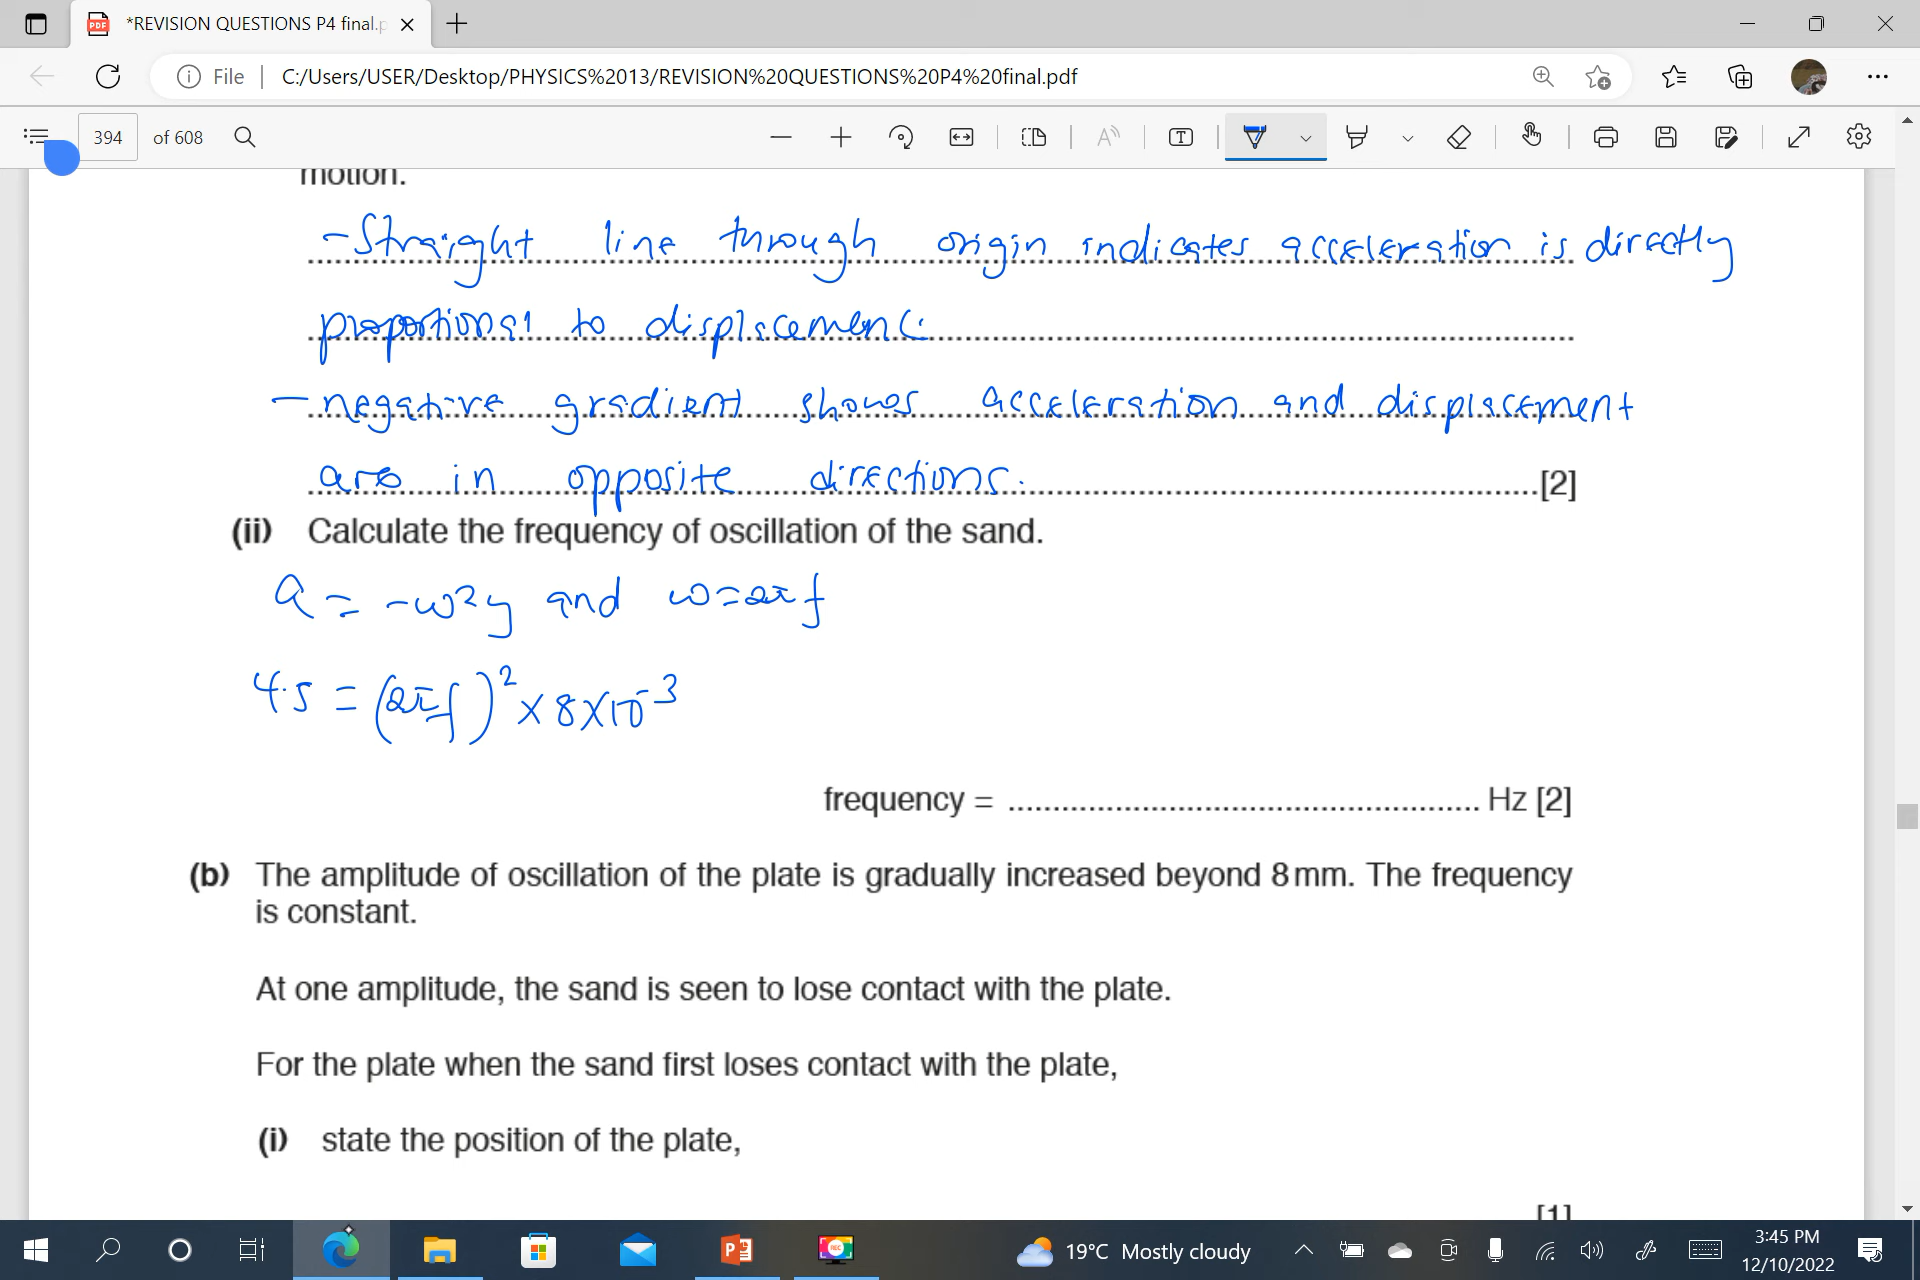 *REVISION QUESTIONS P4 final.p
File C:/Users/USER/Desktop/PHYSICS%2013/REVISION%20QUESTIONS%20P4%20final.pdf
394 of 608
motion.
- Straight line through origin indicates acceleration is directly
proportional to displacement.
- negative gradient shows acceleration and displacement
are in opposite directions. [2]
(ii) Calculate the frequency of oscillation of the sand.
a = -ω²y and ω=2πf
4.5 = (2πf)² × 8×10⁻³
frequency = ........................................ Hz [2]
(b) The amplitude of oscillation of the plate is gradually increased beyond 8 mm. The frequency
is constant.
At one amplitude, the sand is seen to lose contact with the plate.
For the plate when the sand first loses contact with the plate,
(i) state the position of the plate,
[1]
19°C Mostly cloudy
3:45 PM
12/10/2022